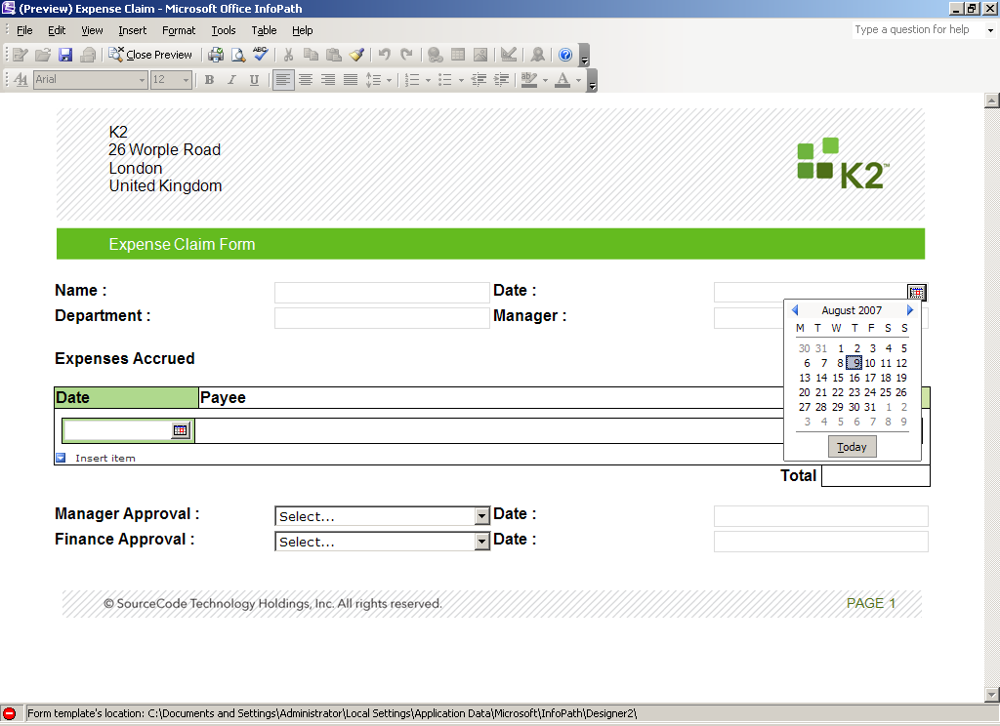 (Preview) Expense Claim - Microsoft Office InfoPath
File Edit View Insert Format Tools Table Help
Type a question for help
Close Preview
Arial 12 B I U A
K2
26 Worple Road
London
United Kingdom
K2™
Expense Claim Form
Name : Date :
Department : Manager :
August 2007
M T W T F S S
30 31 1 2 3 4 5
6 7 8 9 10 11 12
13 14 15 16 17 18 19
20 21 22 23 24 25 26
27 28 29 30 31 1 2
3 4 5 6 7 8 9
Today
Expenses Accrued
Date Payee
Insert item
Total
Manager Approval : Select... Date :
Finance Approval : Select... Date :
© SourceCode Technology Holdings, Inc. All rights reserved. PAGE 1
Form template's location: C:\Documents and Settings\Administrator\Local Settings\Application Data\Microsoft\InfoPath\Designer2\